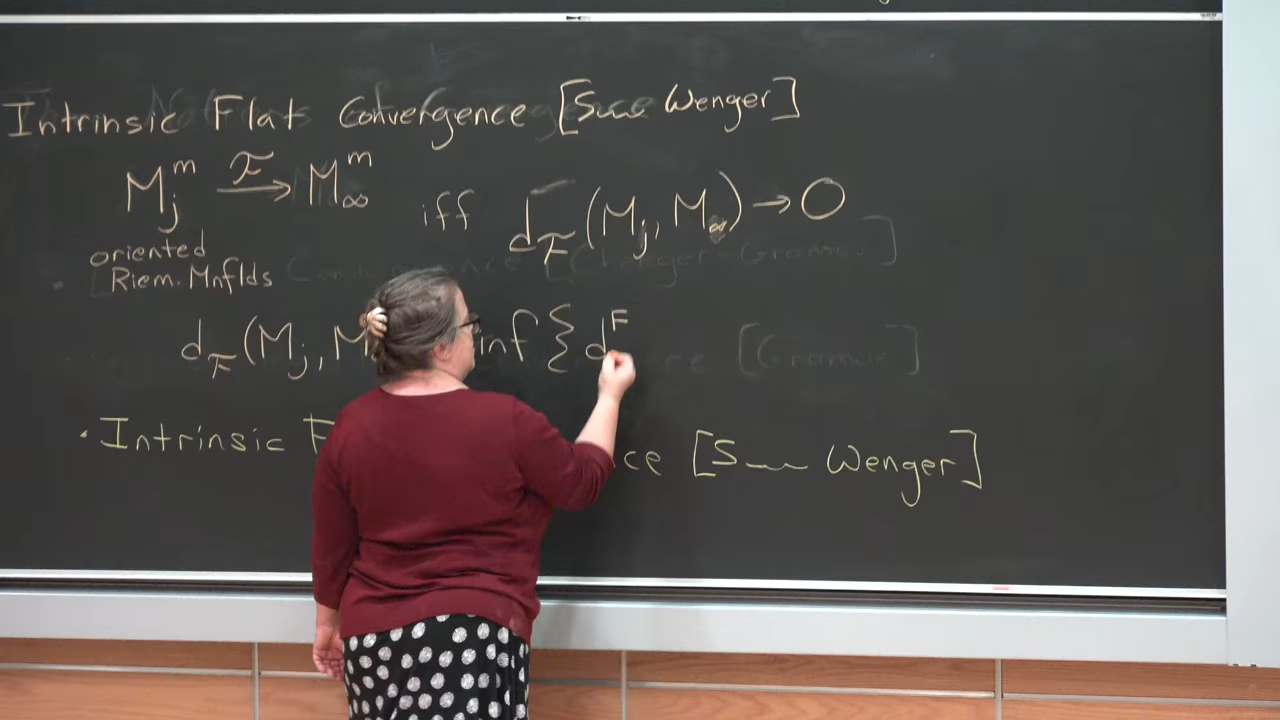 Intrinsic Flat Convergence [S Wenger]
M_j^m →^ℱ M_∞^m iff d_ℱ(M_j, M_∞) → 0
oriented
Riem. Mnflds
d_ℱ(M_j, M inf { d^F
· Intrinsic F ce [S Wenger]